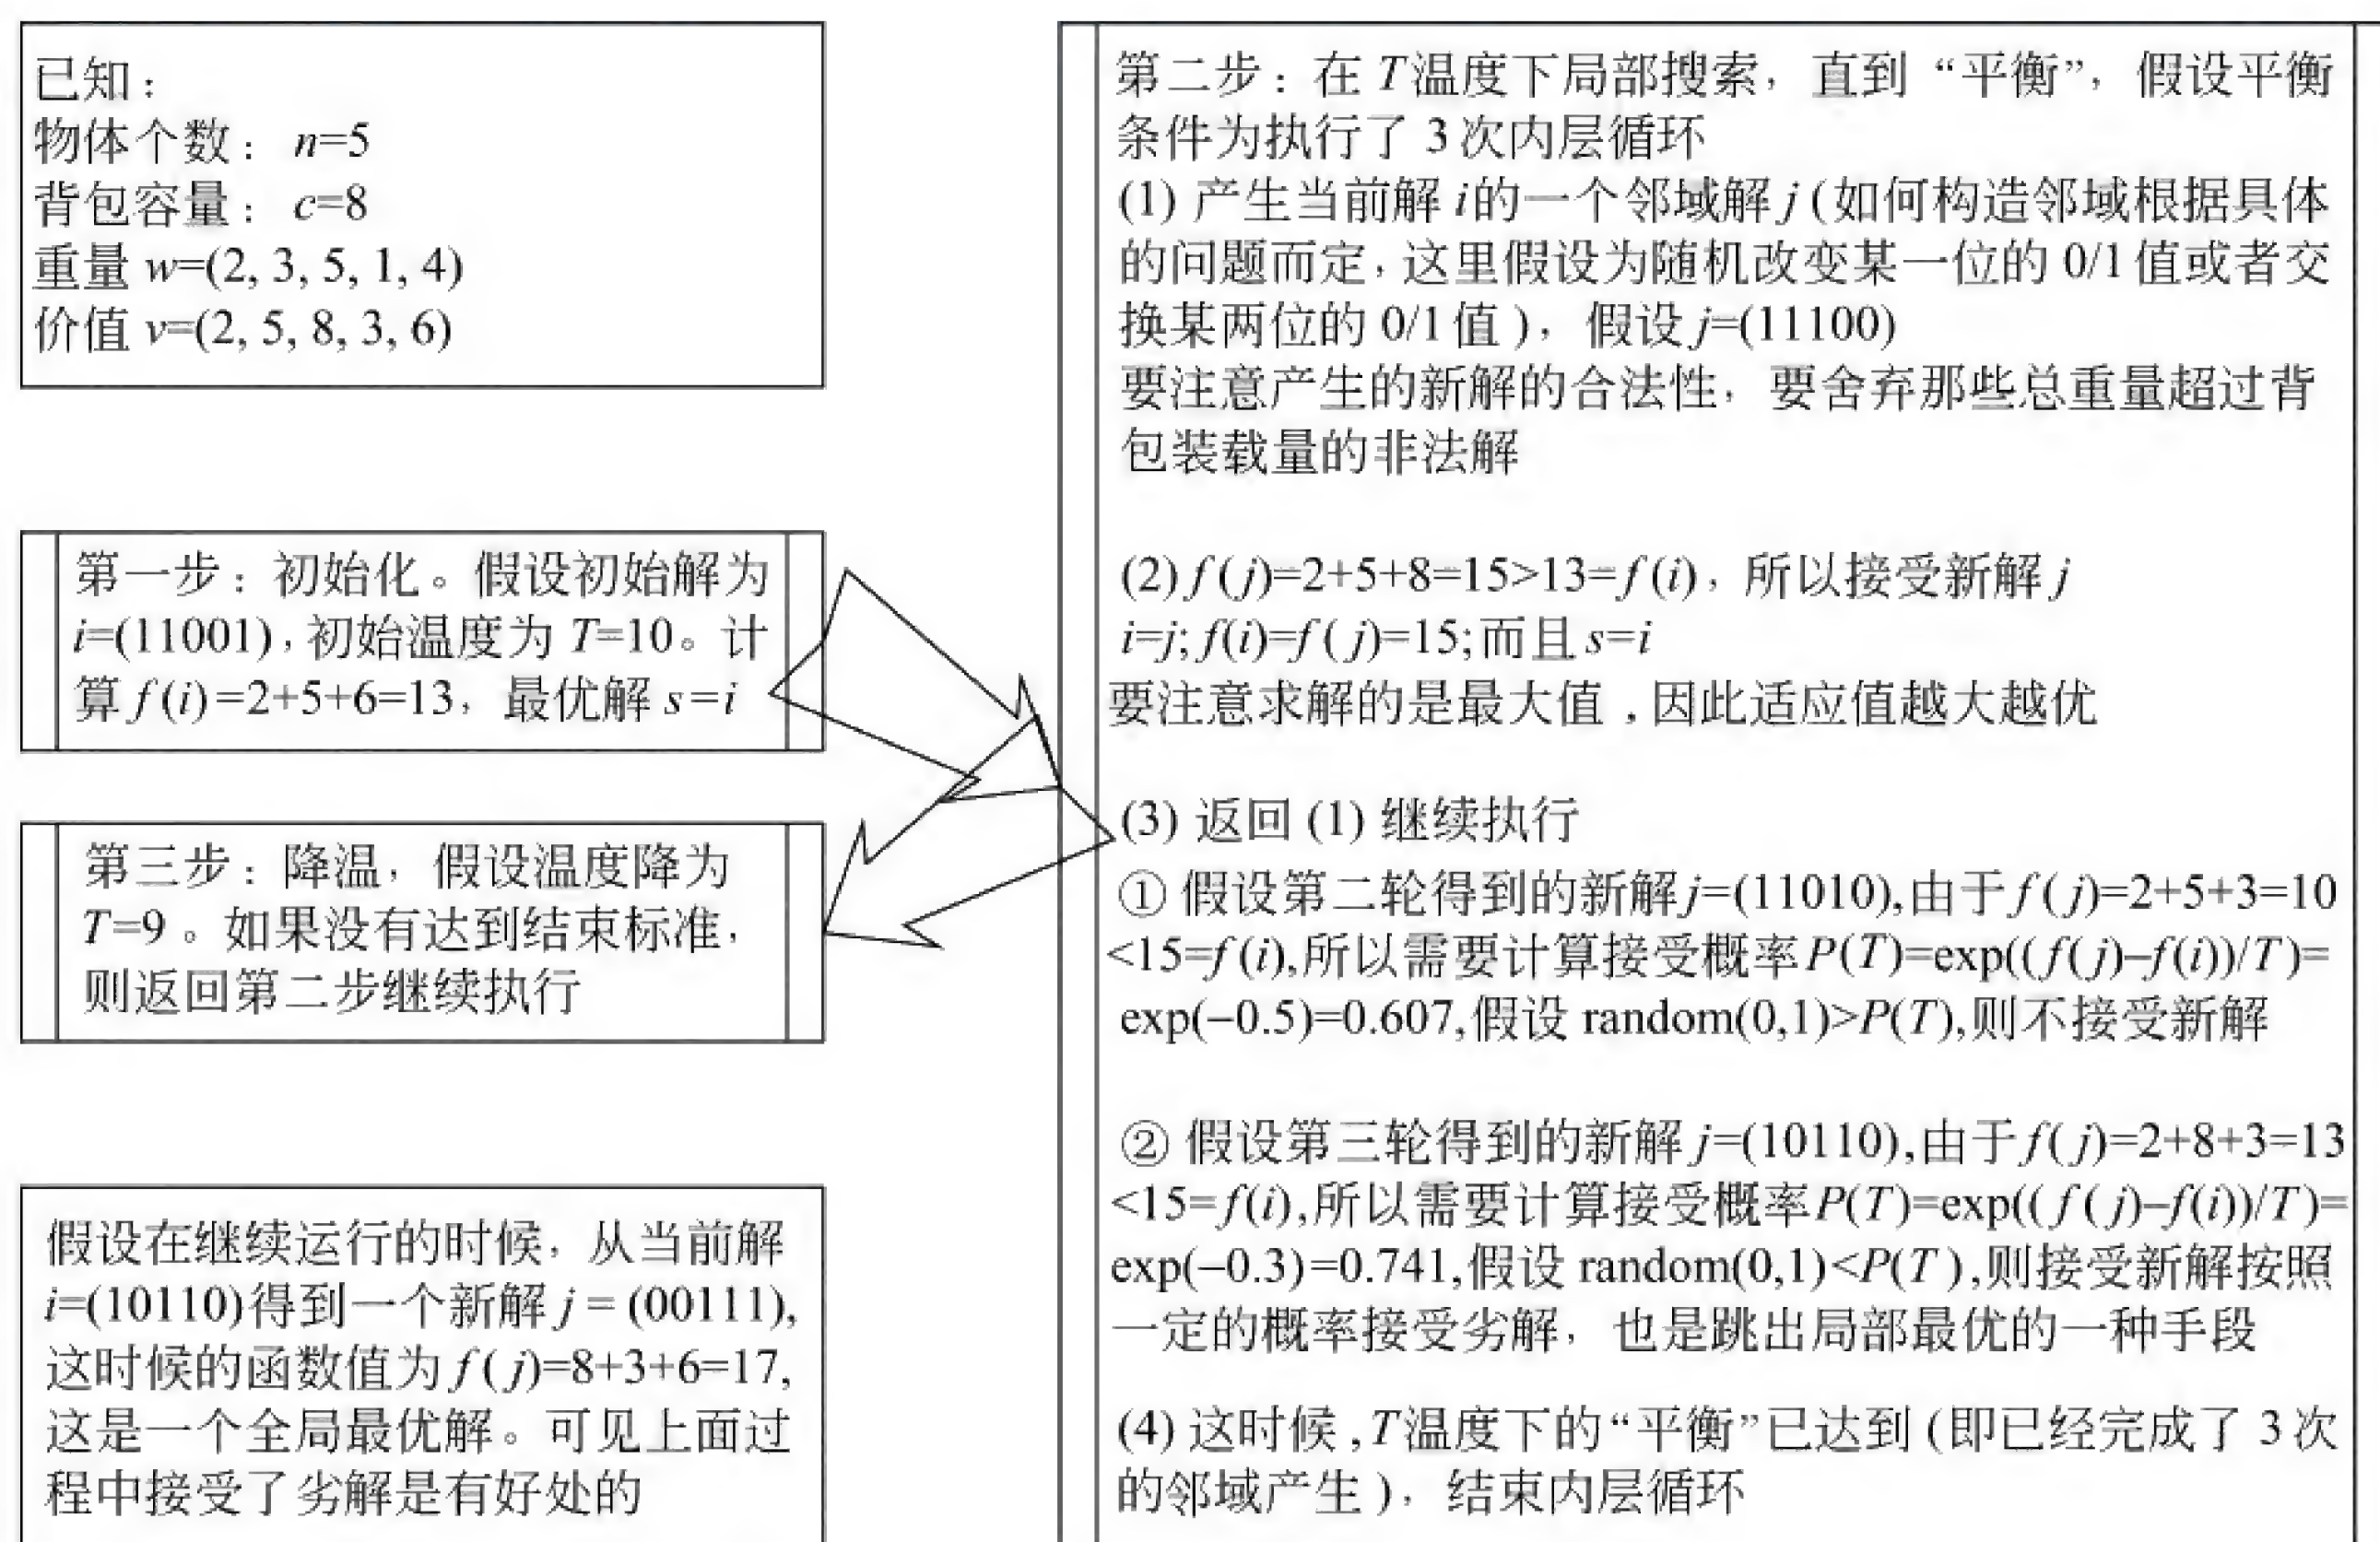 已知：
物体个数： n=5
背包容量： c=8
重量 w=(2, 3, 5, 1, 4)
价值 v=(2, 5, 8, 3, 6)
第一步：初始化。假设初始解为
i=(11001)，初始温度为 T=10。计
算 f(i)=2+5+6=13，最优解 s=i
第三步：降温，假设温度降为
T=9。如果没有达到结束标准，
则返回第二步继续执行
假设在继续运行的时候，从当前解
i=(10110)得到一个新解 j = (00111),
这时候的函数值为 f(j)=8+3+6=17,
这是一个全局最优解。可见上面过
程中接受了劣解是有好处的
第二步：在 T温度下局部搜索，直到“平衡”，假设平衡
条件为执行了 3次内层循环
(1) 产生当前解 i的一个邻域解 j (如何构造邻域根据具体
的问题而定，这里假设为随机改变某一位的 0/1 值或者交
换某两位的 0/1 值 )，假设 j=(11100)
要注意产生的新解的合法性，要舍弃那些总重量超过背
包装载量的非法解
(2) f(j)=2+5+8=15>13=f(i)，所以接受新解 j
i=j; f(i)=f(j)=15;而且 s=i
要注意求解的是最大值 ,因此适应值越大越优
(3) 返回 (1) 继续执行
① 假设第二轮得到的新解 j=(11010),由于 f(j)=2+5+3=10
<15=f(i),所以需要计算接受概率 P(T)=exp((f(j)–f(i))/T)=
exp(–0.5)=0.607,假设 random(0,1)>P(T),则不接受新解
② 假设第三轮得到的新解 j=(10110),由于 f(j)=2+8+3=13
<15=f(i),所以需要计算接受概率 P(T)=exp((f(j)–f(i))/T)=
exp(–0.3)=0.741,假设 random(0,1)<P(T),则接受新解按照
一定的概率接受劣解，也是跳出局部最优的一种手段
(4) 这时候 ,T温度下的“平衡”已达到 (即已经完成了 3 次
的邻域产生 )，结束内层循环